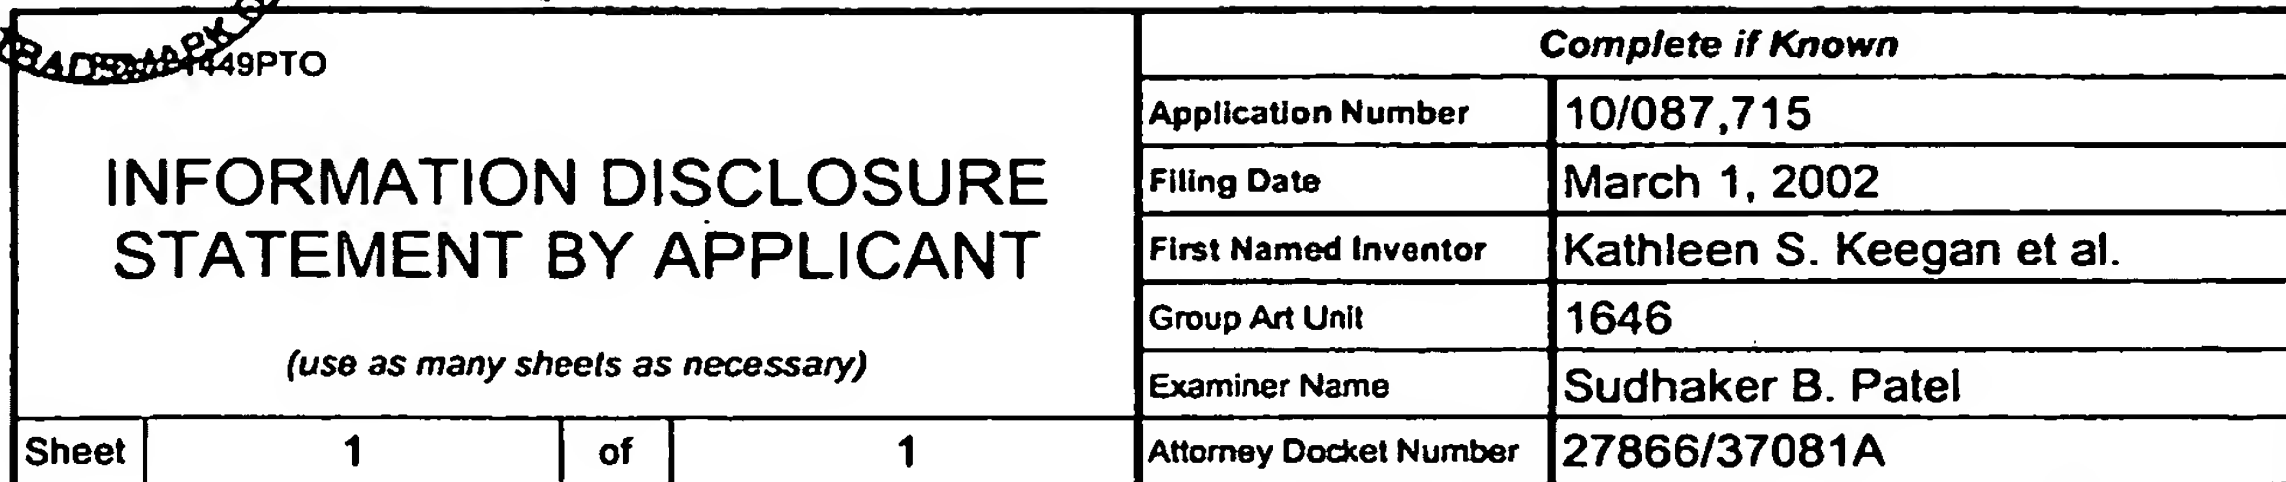 1449PTO
Complete if Known
Application Number 10/087,715
INFORMATION DISCLOSURE
STATEMENT BY APPLICANT
Filing Date March 1, 2002
First Named Inventor Kathleen S. Keegan et al.
Group Art Unit 1646
(use as many sheets as necessary)
Examiner Name Sudhaker B. Patel
Sheet 1 of 1 Attorney Docket Number 27866/37081A